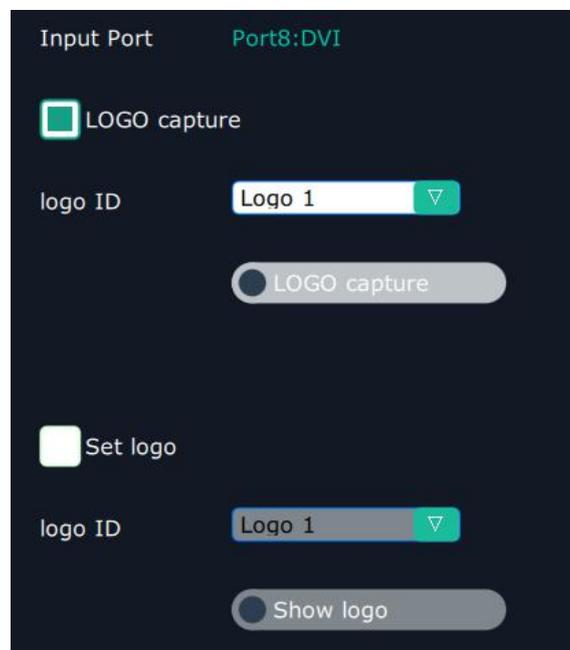 Input Port Port8:DVI
LOGO capture
logo ID Logo 1
LOGO capture
Set logo
logo ID Logo 1
Show logo